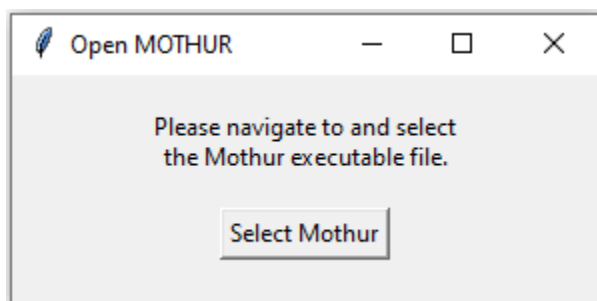 Open MOTHUR
Please navigate to and select
the Mothur executable file.
Select Mothur